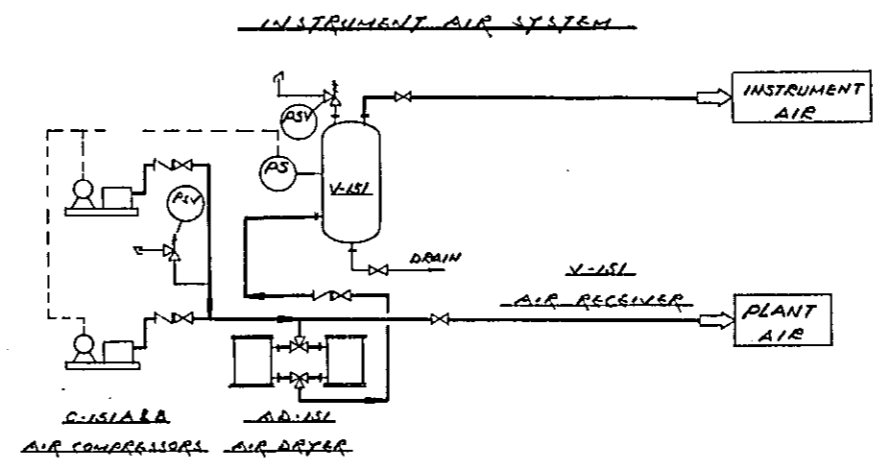 INSTRUMENT AIR SYSTEM
PSV
INSTRUMENT
AIR
PS
V-151
PSV
DRAIN
V-151
AIR RECEIVER
PLANT
AIR
C-151 A & B
AIR COMPRESSORS
AD-151
AIR DRYER